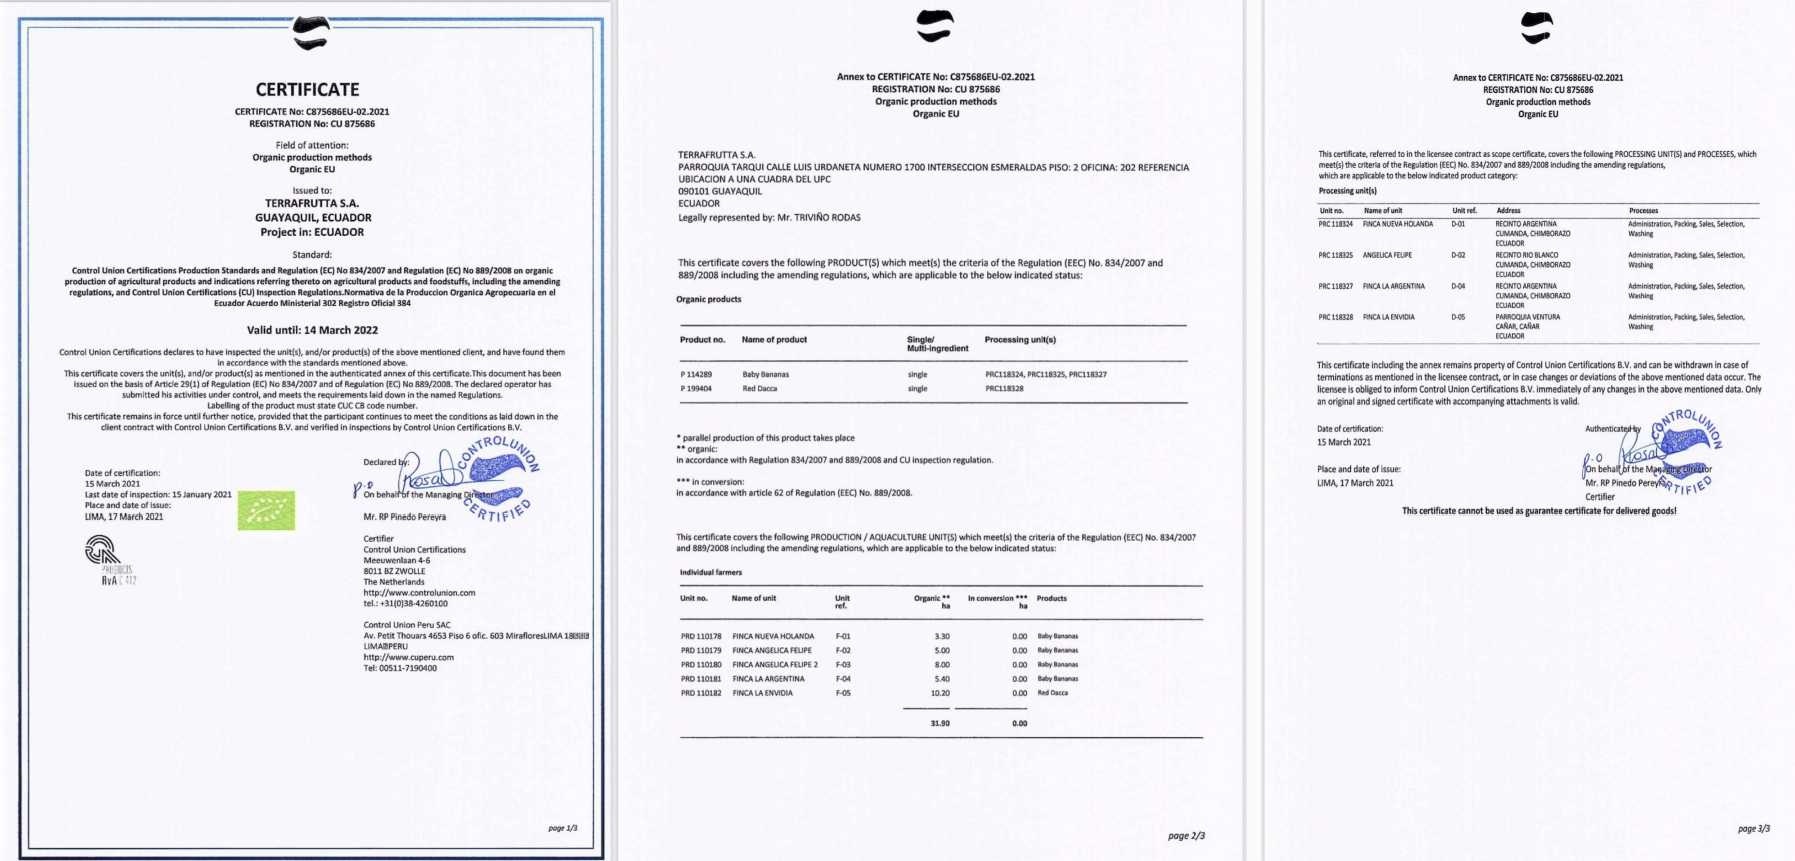 CERTIFICATE
CERTIFICATE No: C875686EU-02.2021
REGISTRATION No: CU 875686
Field of attention:
Organic production methods
Organic EU
Issued to:
TERRAFRUTTA S.A.
GUAYAQUIL, ECUADOR
Project in: ECUADOR
Standard:
Control Union Certifications Production Standards and Regulation (EC) No 834/2007 and Regulation (EC) No 889/2008 on organic
production of agricultural products and indications referring thereto on agricultural products and foodstuffs, including the amending
regulations, and Control Union Certifications (CU) Inspection Regulations.Normativa de la Produccion Organica Agropecuaria en el
Ecuador Acuerdo Ministerial 302 Registro Oficial 384
Valid until: 14 March 2022
Control Union Certifications declares to have inspected the unit(s), and/or product(s) of the above mentioned client, and have found them
in accordance with the standards mentioned above.
This certificate covers the unit(s), and/or product(s) as mentioned in the authenticated annex of this certificate.This document has been
issued on the basis of Article 29(1) of Regulation (EC) No 834/2007 and of Regulation (EC) No 889/2008. The declared operator has
submitted his activities under control, and meets the requirements laid down in the named Regulations.
Labelling of the product must state CUC CB code number.
This certificate remains in force until further notice, provided that the participant continues to meet the conditions as laid down in the
client contract with Control Union Certifications B.V. and verified in inspections by Control Union Certifications B.V.
Date of certification:
15 March 2021
Last date of inspection: 15 January 2021
Place and date of issue:
LIMA, 17 March 2021
PRODUCTS
RvA C 412
Declared by:
p.o Rosal
On behalf of the Managing Director
CONTROLUNION
CERTIFIED
Mr. RP Pinedo Pereyra
Certifier
Control Union Certifications
Meeuwenlaan 4-6
8011 BZ ZWOLLE
The Netherlands
http://www.controlunion.com
tel.: +31(0)38-4260100
Control Union Peru SAC
Av. Petit Thouars 4653 Piso 6 ofic. 603 MirafloresLIMA 18
LIMA PERU
http://www.cuperu.com
Tel: 00511-7190400
page 1/3
Annex to CERTIFICATE No: C875686EU-02.2021
REGISTRATION No: CU 875686
Organic production methods
Organic EU
TERRAFRUTTA S.A.
PARROQUIA TARQUI CALLE LUIS URDANETA NUMERO 1700 INTERSECCION ESMERALDAS PISO: 2 OFICINA: 202 REFERENCIA
UBICACION A UNA CUADRA DEL UPC
090101 GUAYAQUIL
ECUADOR
Legally represented by: Mr. TRIVIÑO RODAS
This certificate covers the following PRODUCT(S) which meet(s) the criteria of the Regulation (EEC) No. 834/2007 and
889/2008 including the amending regulations, which are applicable to the below indicated status:
Organic products
Product no. Name of product Single/ Multi-ingredient Processing unit(s)
P 114289 Baby Bananas single PRC118324, PRC118325, PRC118327
P 199404 Red Dacca single PRC118328
* parallel production of this product takes place
** organic:
in accordance with Regulation 834/2007 and 889/2008 and CU inspection regulation.
*** in conversion:
in accordance with article 62 of Regulation (EEC) No. 889/2008.
This certificate covers the following PRODUCTION / AQUACULTURE UNIT(S) which meet(s) the criteria of the Regulation (EEC) No. 834/2007
and 889/2008 including the amending regulations, which are applicable to the below indicated status:
Individual farmers
Unit no. Name of unit Unit ref. Organic ** ha In conversion *** ha Products
PRD 110178 FINCA NUEVA HOLANDA F-01 3.30 0.00 Baby Bananas
PRD 110179 FINCA ANGELICA FELIPE F-02 5.00 0.00 Baby Bananas
PRD 110180 FINCA ANGELICA FELIPE 2 F-03 8.00 0.00 Baby Bananas
PRD 110181 FINCA LA ARGENTINA F-04 5.40 0.00 Baby Bananas
PRD 110182 FINCA LA ENVIDIA F-05 10.20 0.00 Red Dacca
31.90 0.00
page 2/3
Annex to CERTIFICATE No: C875686EU-02.2021
REGISTRATION No: CU 875686
Organic production methods
Organic EU
This certificate, referred to in the licensee contract as scope certificate, covers the following PROCESSING UNIT(S) and PROCESSES, which
meet(s) the criteria of the Regulation (EEC) No. 834/2007 and 889/2008 including the amending regulations,
which are applicable to the below indicated product category:
Processing unit(s)
Unit no. Name of unit Unit ref. Address Processes
PRC 118324 FINCA NUEVA HOLANDA D-01 RECINTO ARGENTINA Administration, Packing, Sales, Selection,
CUMANDA, CHIMBORAZO Washing
ECUADOR
PRC 118325 ANGELICA FELIPE D-02 RECINTO RIO BLANCO Administration, Packing, Sales, Selection,
CUMANDA, CHIMBORAZO Washing
ECUADOR
PRC 118327 FINCA LA ARGENTINA D-04 RECINTO ARGENTINA Administration, Packing, Sales, Selection,
CUMANDA, CHIMBORAZO Washing
ECUADOR
PRC 118328 FINCA LA ENVIDIA D-05 PARROQUIA VENTURA Administration, Packing, Sales, Selection,
CAÑAR, CAÑAR Washing
ECUADOR
This certificate including the annex remains property of Control Union Certifications B.V. and can be withdrawn in case of
terminations as mentioned in the licensee contract, or in case changes or deviations of the above mentioned data occur. The
licensee is obliged to inform Control Union Certifications B.V. immediately of any changes in the above mentioned data. Only
an original and signed certificate with accompanying attachments is valid.
Date of certification:
15 March 2021
Place and date of issue:
LIMA, 17 March 2021
Authenticated by
p.o Rosal
On behalf of the Managing Director
CONTROLUNION
CERTIFIED
Mr. RP Pinedo Pereyra
Certifier
This certificate cannot be used as guarantee certificate for delivered goods!
page 3/3